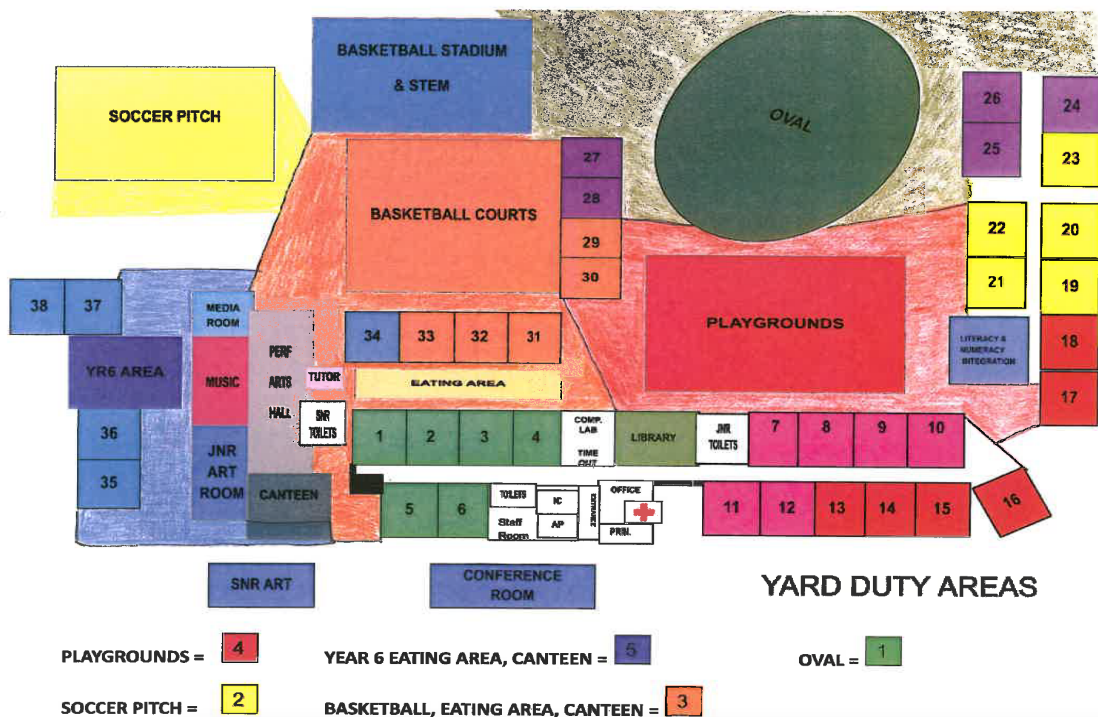 BASKETBALL STADIUM
& STEM
SOCCER PITCH
OVAL
26
24
25
23
27
28
BASKETBALL COURTS
29
30
22
20
21
19
38
37
MEDIA
ROOM
PLAYGROUNDS
34
33
32
31
LITERACY &
NUMERACY
INTEGRATION
18
YR6 AREA
MUSIC
PERF
ARTS
HALL
TUTOR
EATING AREA
17
SNR
TOILETS
36
35
JNR
ART
ROOM
1
2
3
4
COMP.
LAB
TIME
OUT
LIBRARY
JNR
TOILETS
7
8
9
10
CANTEEN
5
6
TOILETS
Staff
Room
IC
AP
ENTRANCE
OFFICE
PRIN.
11
12
13
14
15
16
SNR ART
CONFERENCE
ROOM
YARD DUTY AREAS
PLAYGROUNDS = 4
YEAR 6 EATING AREA, CANTEEN = 5
OVAL = 1
SOCCER PITCH = 2
BASKETBALL, EATING AREA, CANTEEN = 3